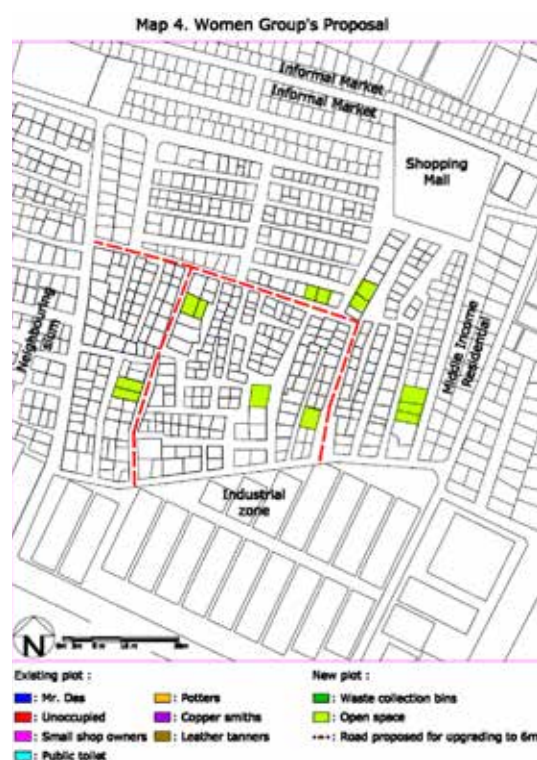 Map 4. Women Group's Proposal
Informal Market
Informal Market
Shopping
Mall
Neighbouring
slum
Middle Income
Residential
Industrial
zone
N
Existing plot :
: Mr. Das
: Unoccupied
: Small shop owners
: Public toilet
: Potters
: Copper smiths
: Leather tanners
New plot :
: Waste collection bins
: Open space
: Road proposed for upgrading to 6m